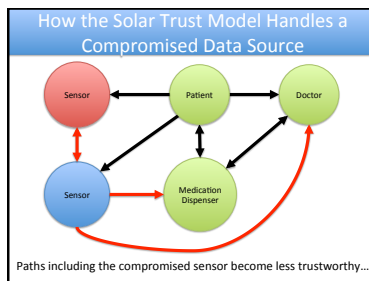 How the Solar Trust Model Handles a
Compromised Data Source
Sensor
Patient
Doctor
Sensor
Medication
Dispenser
Paths including the compromised sensor become less trustworthy…